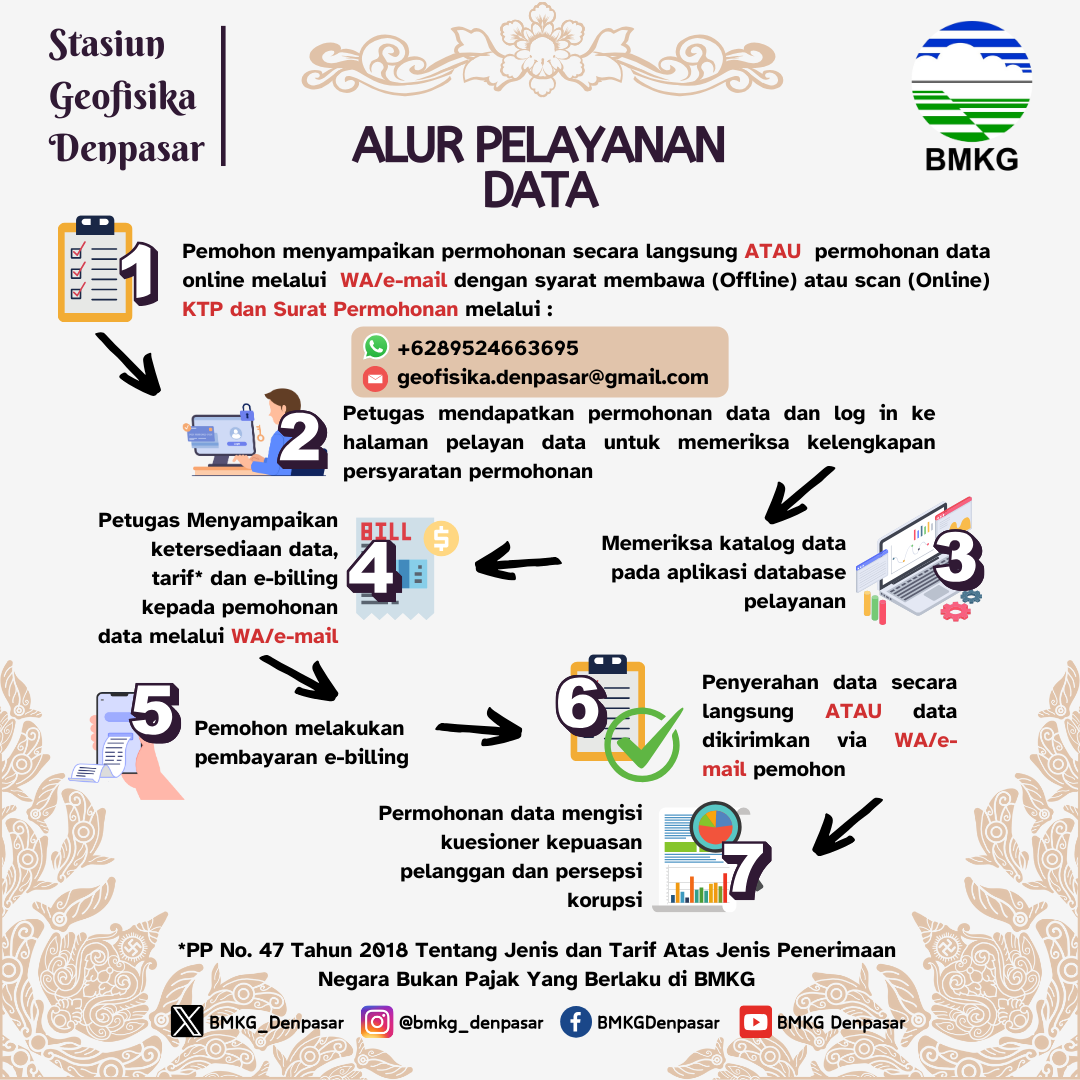 Stasiun
Geofisika
Denpasar
BMKG
ALUR PELAYANAN
DATA
1
Pemohon menyampaikan permohonan secara langsung ATAU permohonan data
online melalui WA/e-mail dengan syarat membawa (Offline) atau scan (Online)
KTP dan Surat Permohonan melalui :
+6289524663695
geofisika.denpasar@gmail.com
2
Petugas mendapatkan permohonan data dan log in ke
halaman pelayan data untuk memeriksa kelengkapan
persyaratan permohonan
3
Memeriksa katalog data
pada aplikasi database
pelayanan
BILL
$
4
Petugas Menyampaikan
ketersediaan data,
tarif* dan e-billing
kepada pemohonan
data melalui WA/e-mail
5
Pemohon melakukan
pembayaran e-billing
6
Penyerahan data secara
langsung ATAU data
dikirimkan via WA/e-
mail pemohon
7
Permohonan data mengisi
kuesioner kepuasan
pelanggan dan persepsi
korupsi
*PP No. 47 Tahun 2018 Tentang Jenis dan Tarif Atas Jenis Penerimaan
Negara Bukan Pajak Yang Berlaku di BMKG
BMKG_Denpasar
@bmkg_denpasar
BMKGDenpasar
BMKG Denpasar